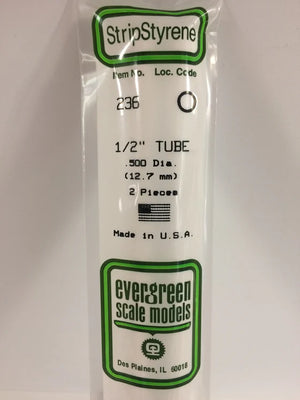 StripStyrene
Item No. Loc. Code
236
1/2" TUBE
.500 Dia.
(12.7 mm)
2 Pieces
Made in U.S.A.
evergreen
scale models
Des Plaines, IL 60018